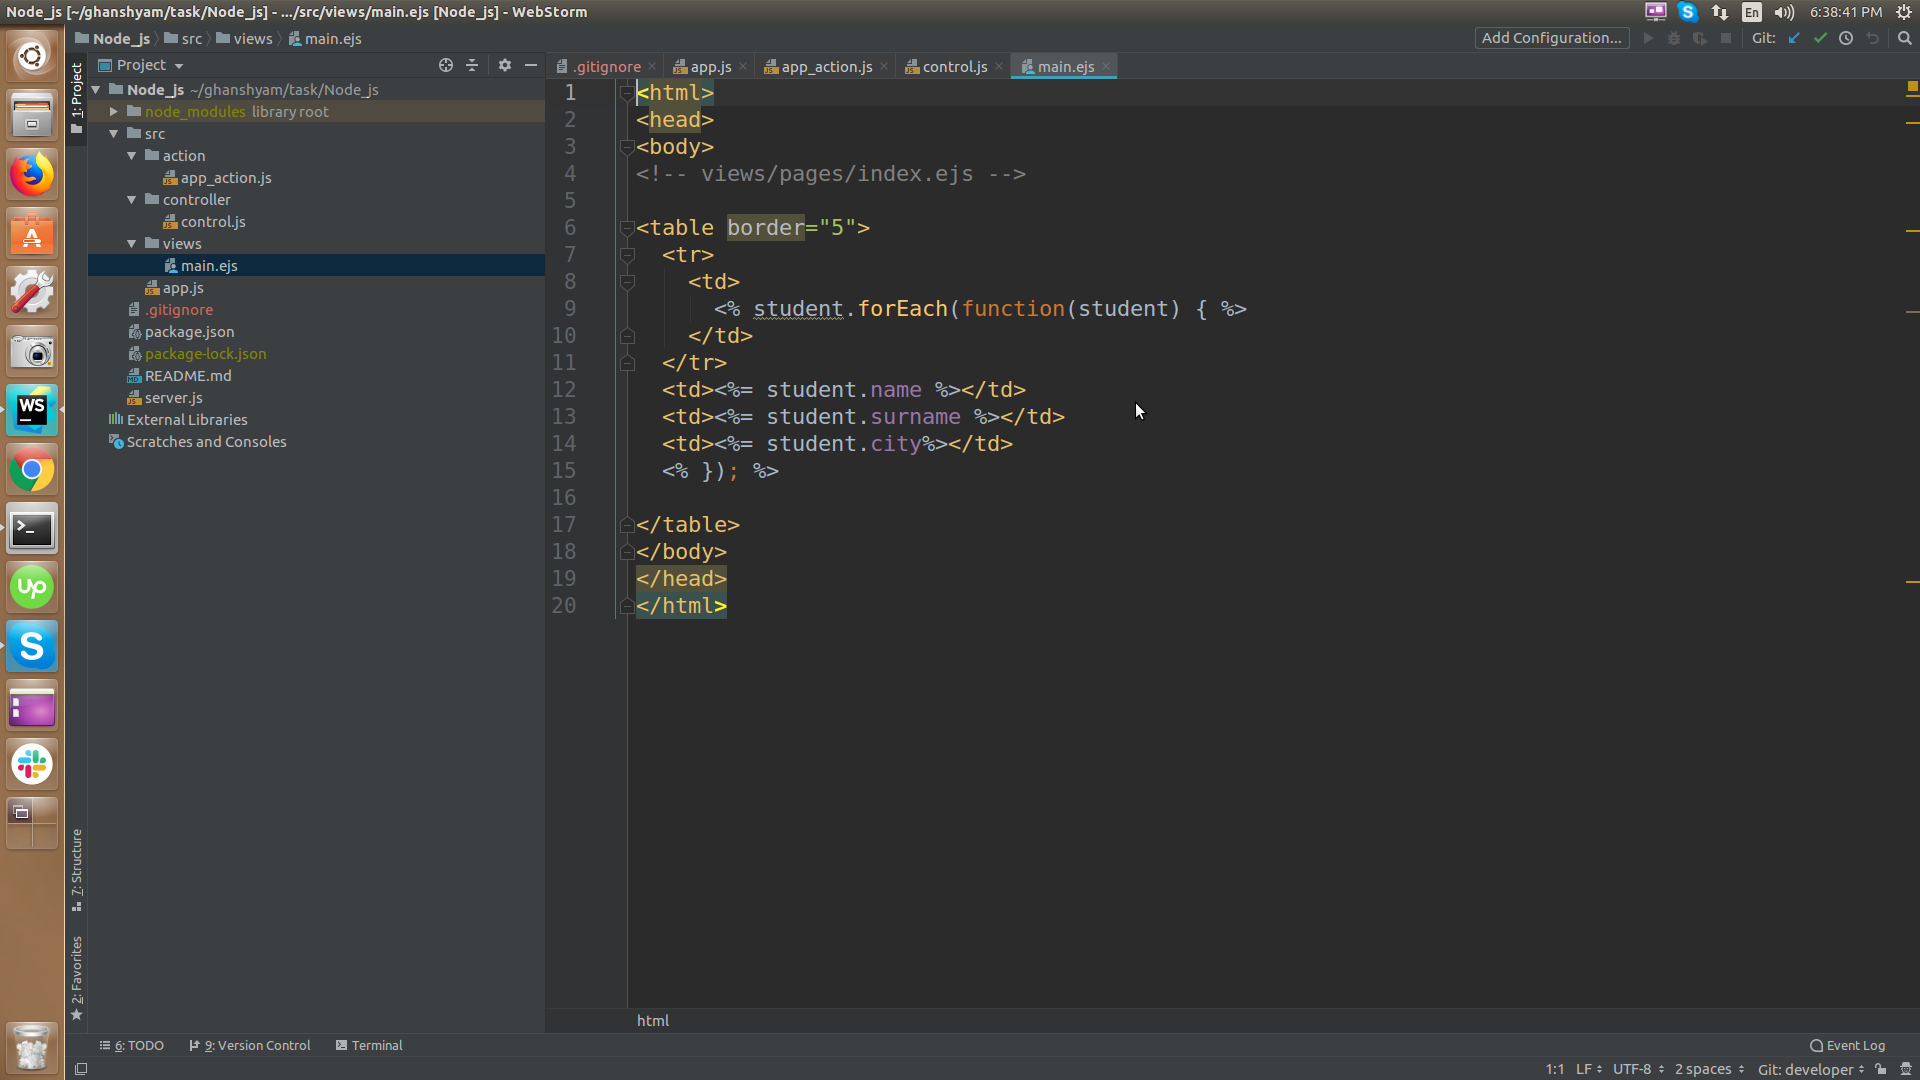 Node_js [~/ghanshyam/task/Node_js] - .../src/views/main.ejs [Node_js] - WebStorm
En
6:38:41 PM
Node_js
src
views
main.ejs
Add Configuration...
Git:
1: Project
Project
.gitignore
app.js
app_action.js
control.js
main.ejs
Node_js ~/ghanshyam/task/Node_js
node_modules library root
src
action
app_action.js
controller
control.js
views
main.ejs
app.js
.gitignore
package.json
package-lock.json
README.md
server.js
External Libraries
Scratches and Consoles
1 <html>
2 <head>
3 <body>
4 <!-- views/pages/index.ejs -->
5
6 <table border="5">
7 <tr>
8 <td>
9 <% student.forEach(function(student) { %>
10 </td>
11 </tr>
12 <td><%= student.name %></td>
13 <td><%= student.surname %></td>
14 <td><%= student.city%></td>
15 <% }); %>
16
17 </table>
18 </body>
19 </head>
20 </html>
WS
>_
up
S
7: Structure
2: Favorites
html
6: TODO
9: Version Control
Terminal
Event Log
1:1
LF
UTF-8
2 spaces
Git: developer